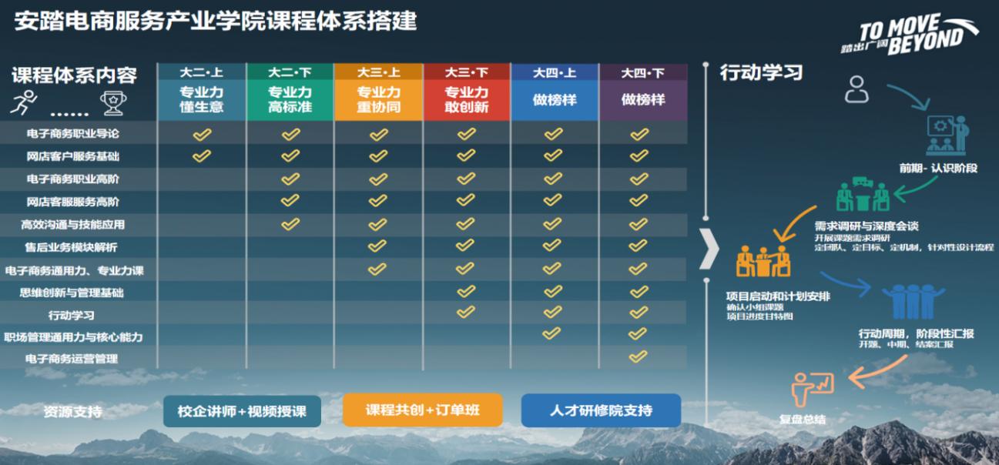 安踏电商服务产业学院课程体系搭建
TO MOVE
踏出广阔 BEYOND
课程体系内容
......
大二·上
大二·下
大三·上
大三·下
大四·上
大四·下
专业力
懂生意
专业力
高标准
专业力
重协同
专业力
敢创新
做榜样
做榜样
电子商务职业导论
网店客户服务基础
电子商务职业高阶
网店客服服务高阶
高效沟通与技能应用
售后业务模块解析
电子商务通用力、专业力课
思维创新与管理基础
行动学习
职场管理通用力与核心能力
电子商务运营管理
资源支持
校企讲师+视频授课
课程共创+订单班
人才研修院支持
行动学习
前期- 认识阶段
需求调研与深度会谈
开展课题需求调研
定团队、定目标、定机制，针对性设计流程
项目启动和计划安排
确认小组课题
项目进度甘特图
行动周期，阶段性汇报
开题、中期、结案汇报
复盘总结